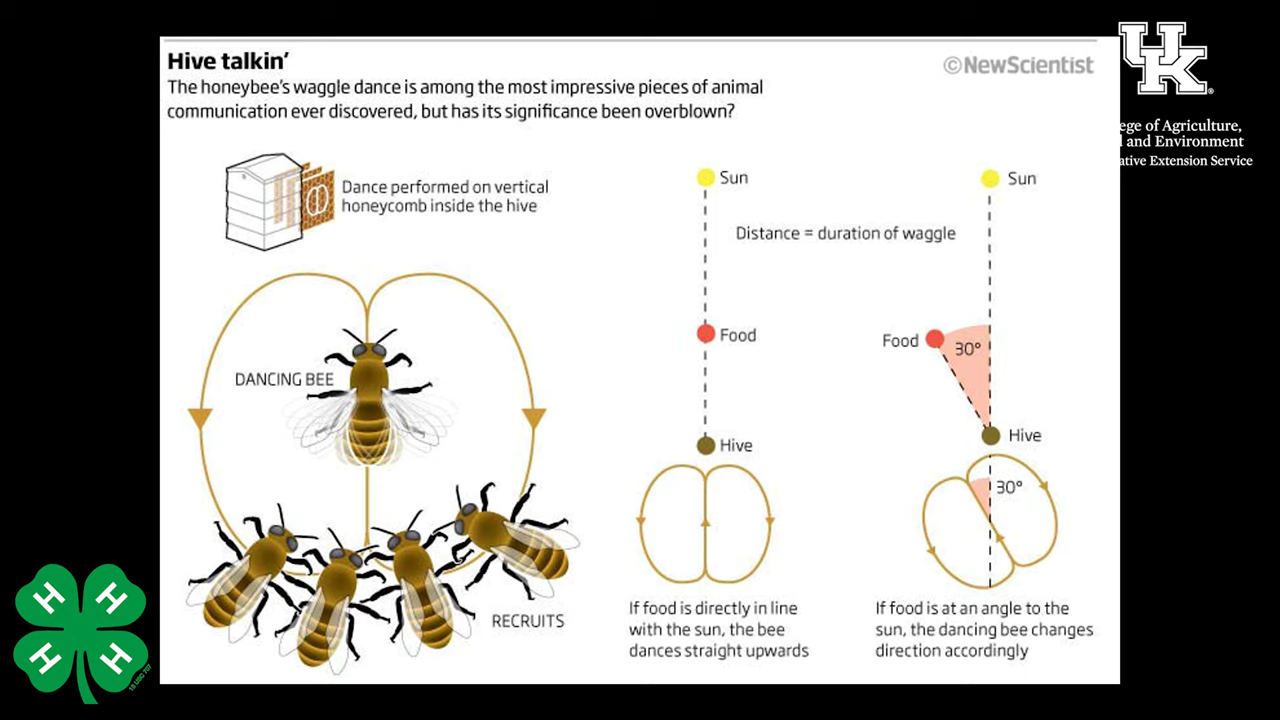 Hive talkin'
The honeybee's waggle dance is among the most impressive pieces of animal
communication ever discovered, but has its significance been overblown?
©NewScientist
UK
ege of Agriculture,
l and Environment
ative Extension Service
Dance performed on vertical
honeycomb inside the hive
DANCING BEE
RECRUITS
Sun
Distance = duration of waggle
Food
Hive
If food is directly in line
with the sun, the bee
dances straight upwards
Sun
Food
30°
Hive
30°
If food is at an angle to the
sun, the dancing bee changes
direction accordingly
H H
H H
18 USC 707